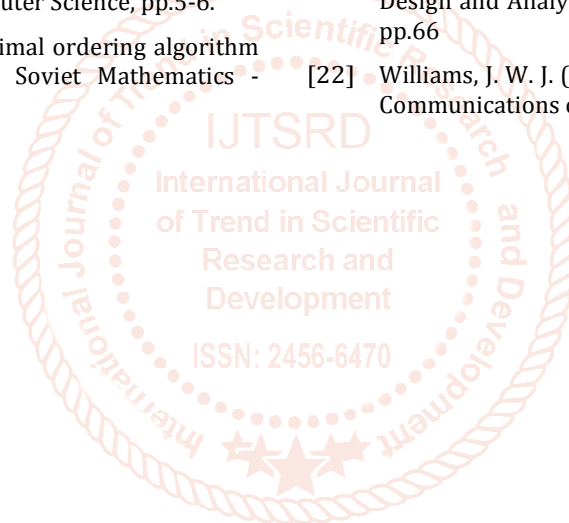 uter Science, pp.5-6.
imal ordering algorithm
Soviet Mathematics -
Design and Analy
pp.66
[22] Williams, J. W. J. (
Communications o
International Journal of Trend in Scientific Research and Development
IJTSRD
International Journal
of Trend in Scientific
Research and
Development
ISSN: 2456-6470